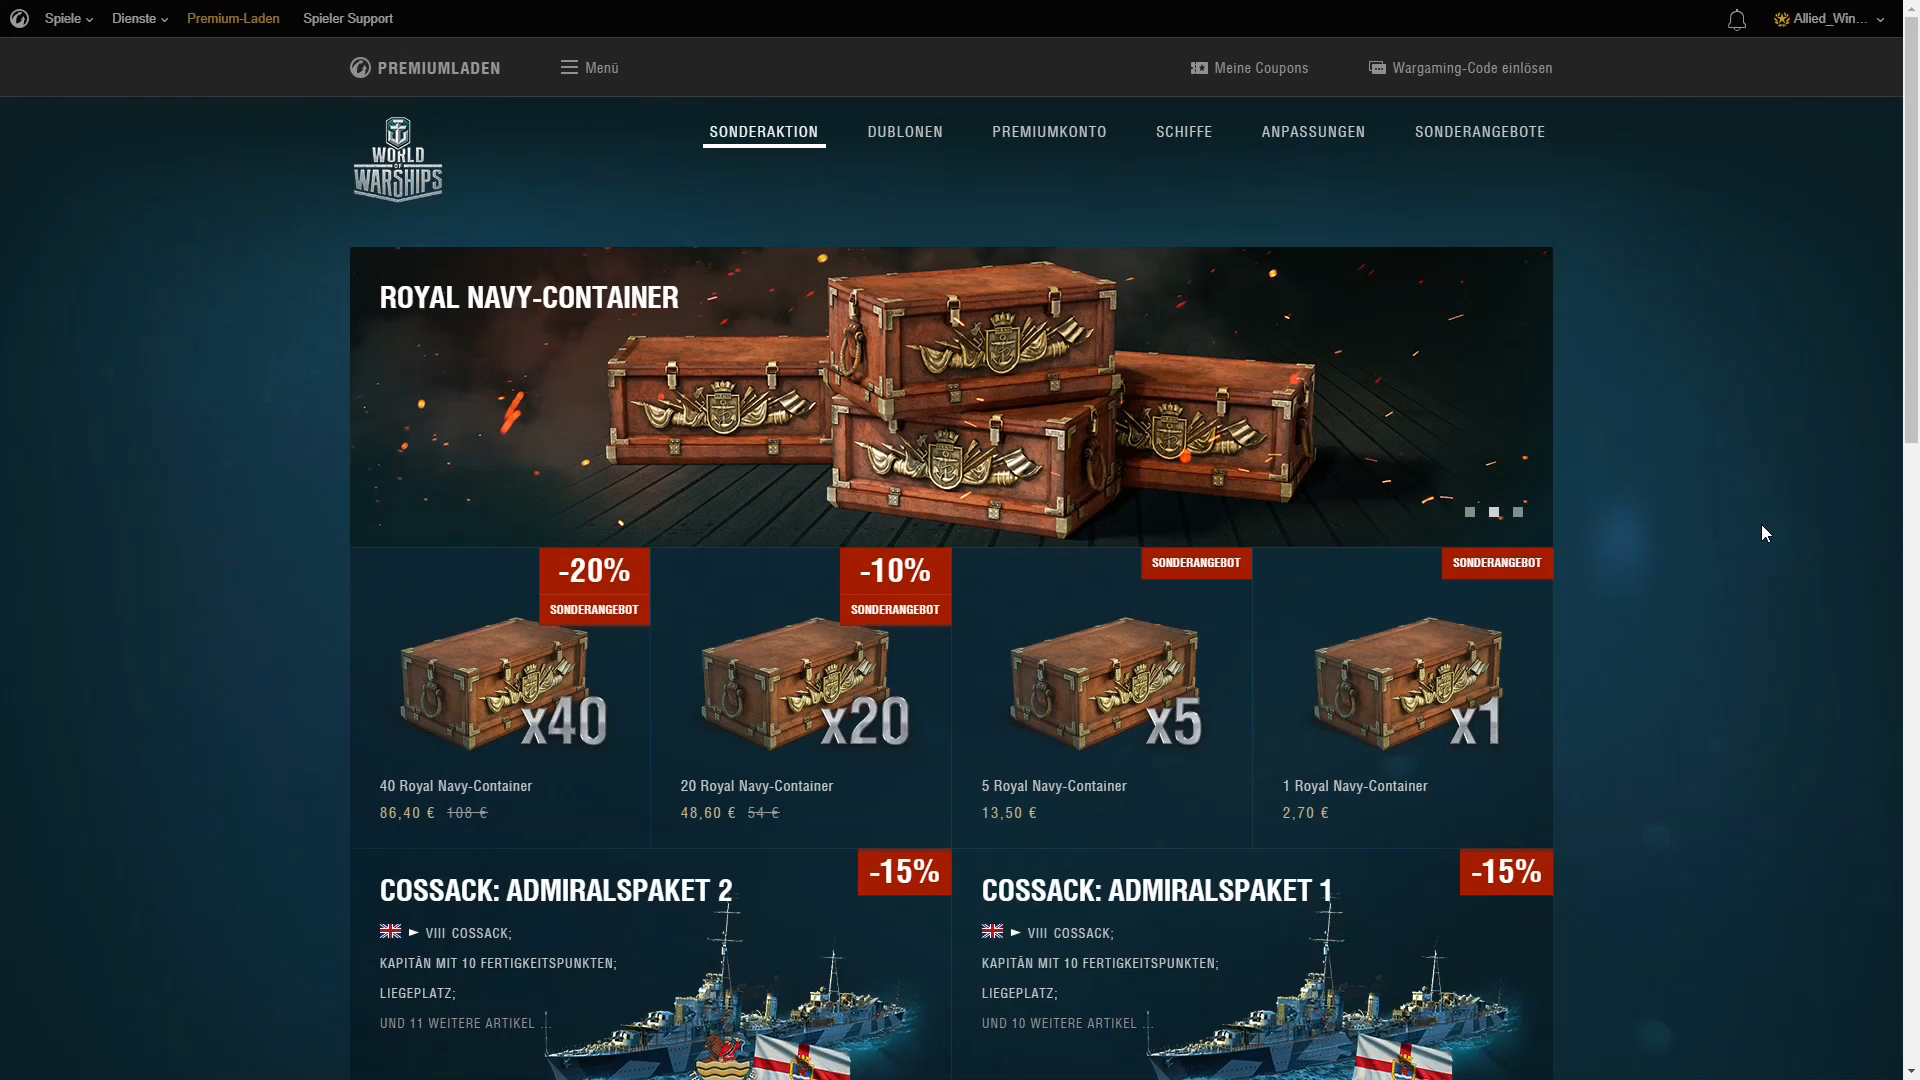 Spiele
Dienste
Premium-Laden
Spieler Support
Allied_Win...
PREMIUMLADEN
Menü
Meine Coupons
Wargaming-Code einlösen
WORLD OF WARSHIPS
SONDERAKTION
DUBLONEN
PREMIUMKONTO
SCHIFFE
ANPASSUNGEN
SONDERANGEBOTE
ROYAL NAVY-CONTAINER
-20%
SONDERANGEBOT
x40
40 Royal Navy-Container
86,40 € 108 €
-10%
SONDERANGEBOT
x20
20 Royal Navy-Container
48,60 € 54 €
SONDERANGEBOT
x5
5 Royal Navy-Container
13,50 €
SONDERANGEBOT
x1
1 Royal Navy-Container
2,70 €
-15%
COSSACK: ADMIRALSPAKET 2
VIII COSSACK;
KAPITÄN MIT 10 FERTIGKEITSPUNKTEN;
LIEGEPLATZ;
UND 11 WEITERE ARTIKEL ...
-15%
COSSACK: ADMIRALSPAKET 1
VIII COSSACK;
KAPITÄN MIT 10 FERTIGKEITSPUNKTEN;
LIEGEPLATZ;
UND 10 WEITERE ARTIKEL ...